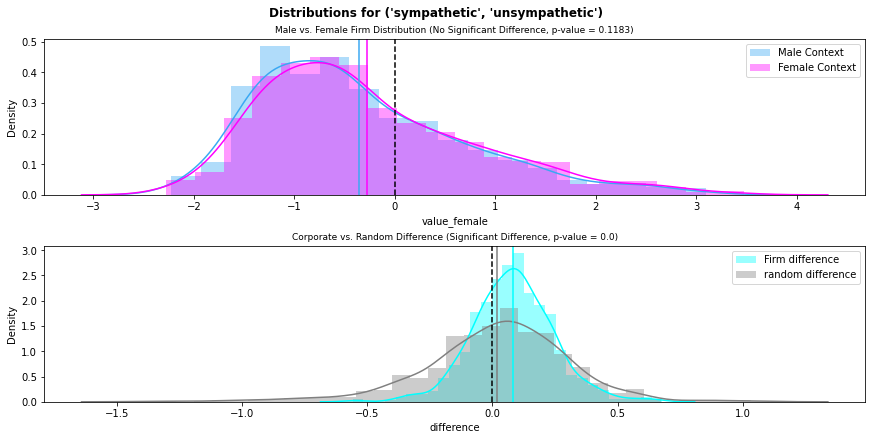 Distributions for ('sympathetic', 'unsympathetic')
Male vs. Female Firm Distribution (No Significant Difference, p-value = 0.1183)
0.5
0.4
0.3
0.2
0.1
0.0
Density
Male Context
Female Context
−3
−2
−1
0
1
2
3
4
value_female
Corporate vs. Random Difference (Significant Difference, p-value = 0.0)
3.0
2.5
2.0
1.5
1.0
0.5
0.0
Density
Firm difference
random difference
−1.5
−1.0
−0.5
0.0
0.5
1.0
difference